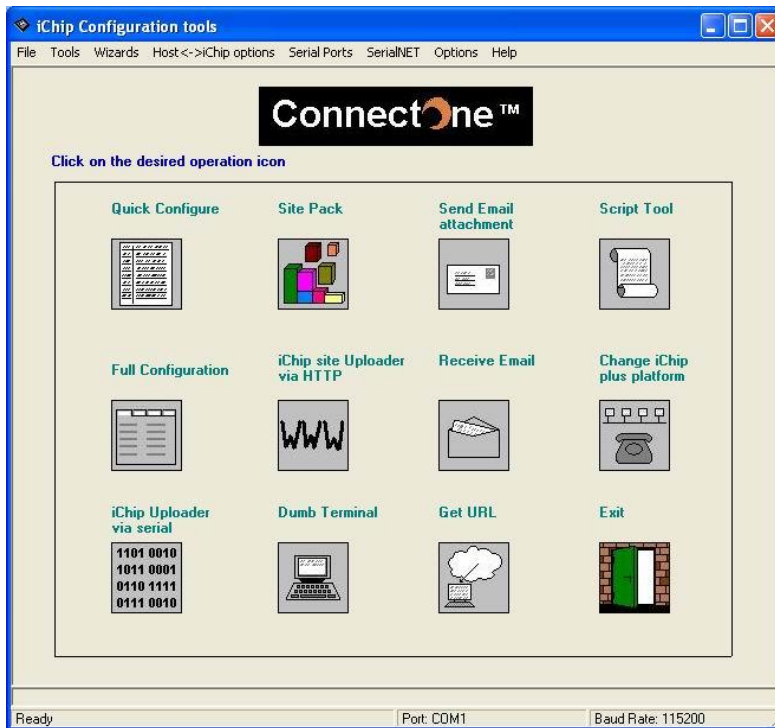 iChip Configuration tools
File Tools Wizards Host<->iChip options Serial Ports SerialNET Options Help
ConnectOne™
Click on the desired operation icon
Quick Configure
Site Pack
Send Email
attachment
Script Tool
Full Configuration
iChip site Uploader
via HTTP
WWW
Receive Email
Change iChip
plus platform
iChip Uploader
via serial
1101 0010
1011 0001
0110 1111
0111 0010
Dumb Terminal
Get URL
Exit
Ready
Port: COM1
Baud Rate: 115200